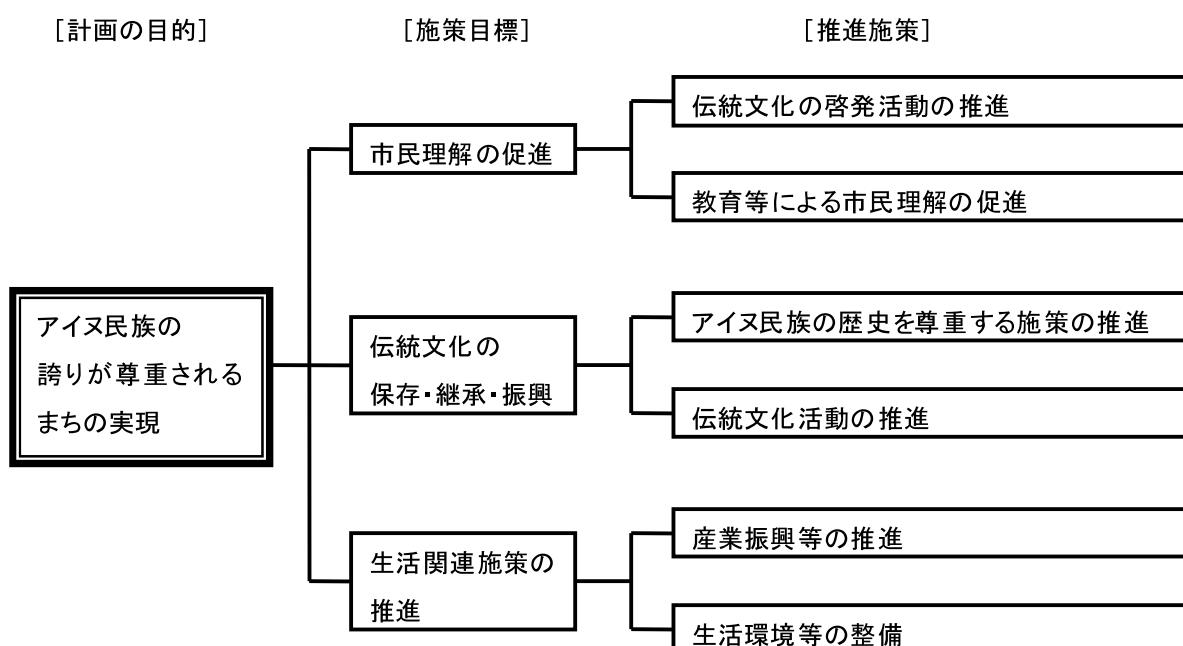 ［計画の目的］
［施策目標］
［推進施策］
アイヌ民族の
誇りが尊重される
まちの実現
市民理解の促進
伝統文化の啓発活動の推進
教育等による市民理解の促進
伝統文化の
保存・継承・振興
アイヌ民族の歴史を尊重する施策の推進
伝統文化活動の推進
生活関連施策の
推進
産業振興等の推進
生活環境等の整備